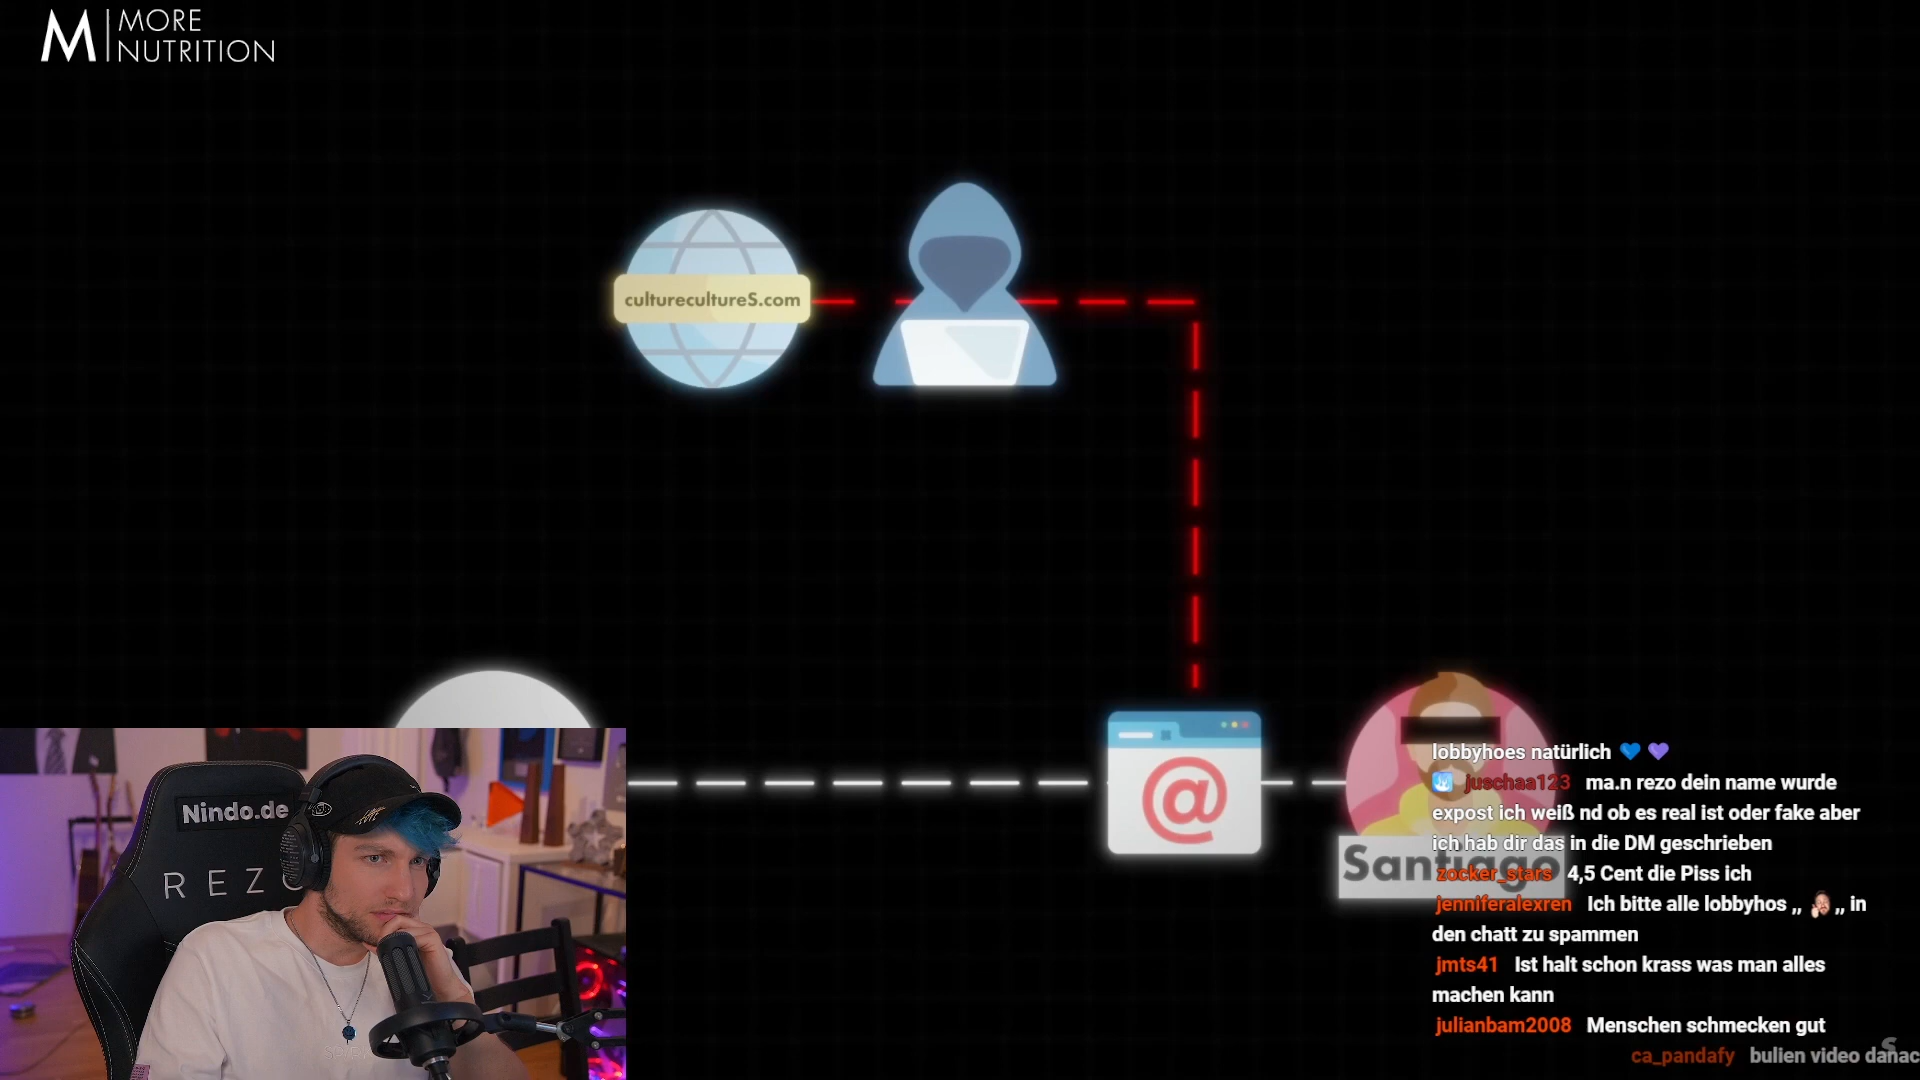 M | MORE
NUTRITION
culturecultureS.com
Nindo.de
REZO
Santiago
lobbyhoes natürlich 💙 💜
juschaa123 ma.n rezo dein name wurde
expost ich weiß nd ob es real ist oder fake aber
ich hab dir das in die DM geschrieben
zocker_stars 4,5 Cent die Piss ich
jenniferalexren Ich bitte alle lobbyhos ,, ,, in
den chatt zu spammen
jmts41 Ist halt schon krass was man alles
machen kann
julianbam2008 Menschen schmecken gut
ca_pandafy bulien video danac